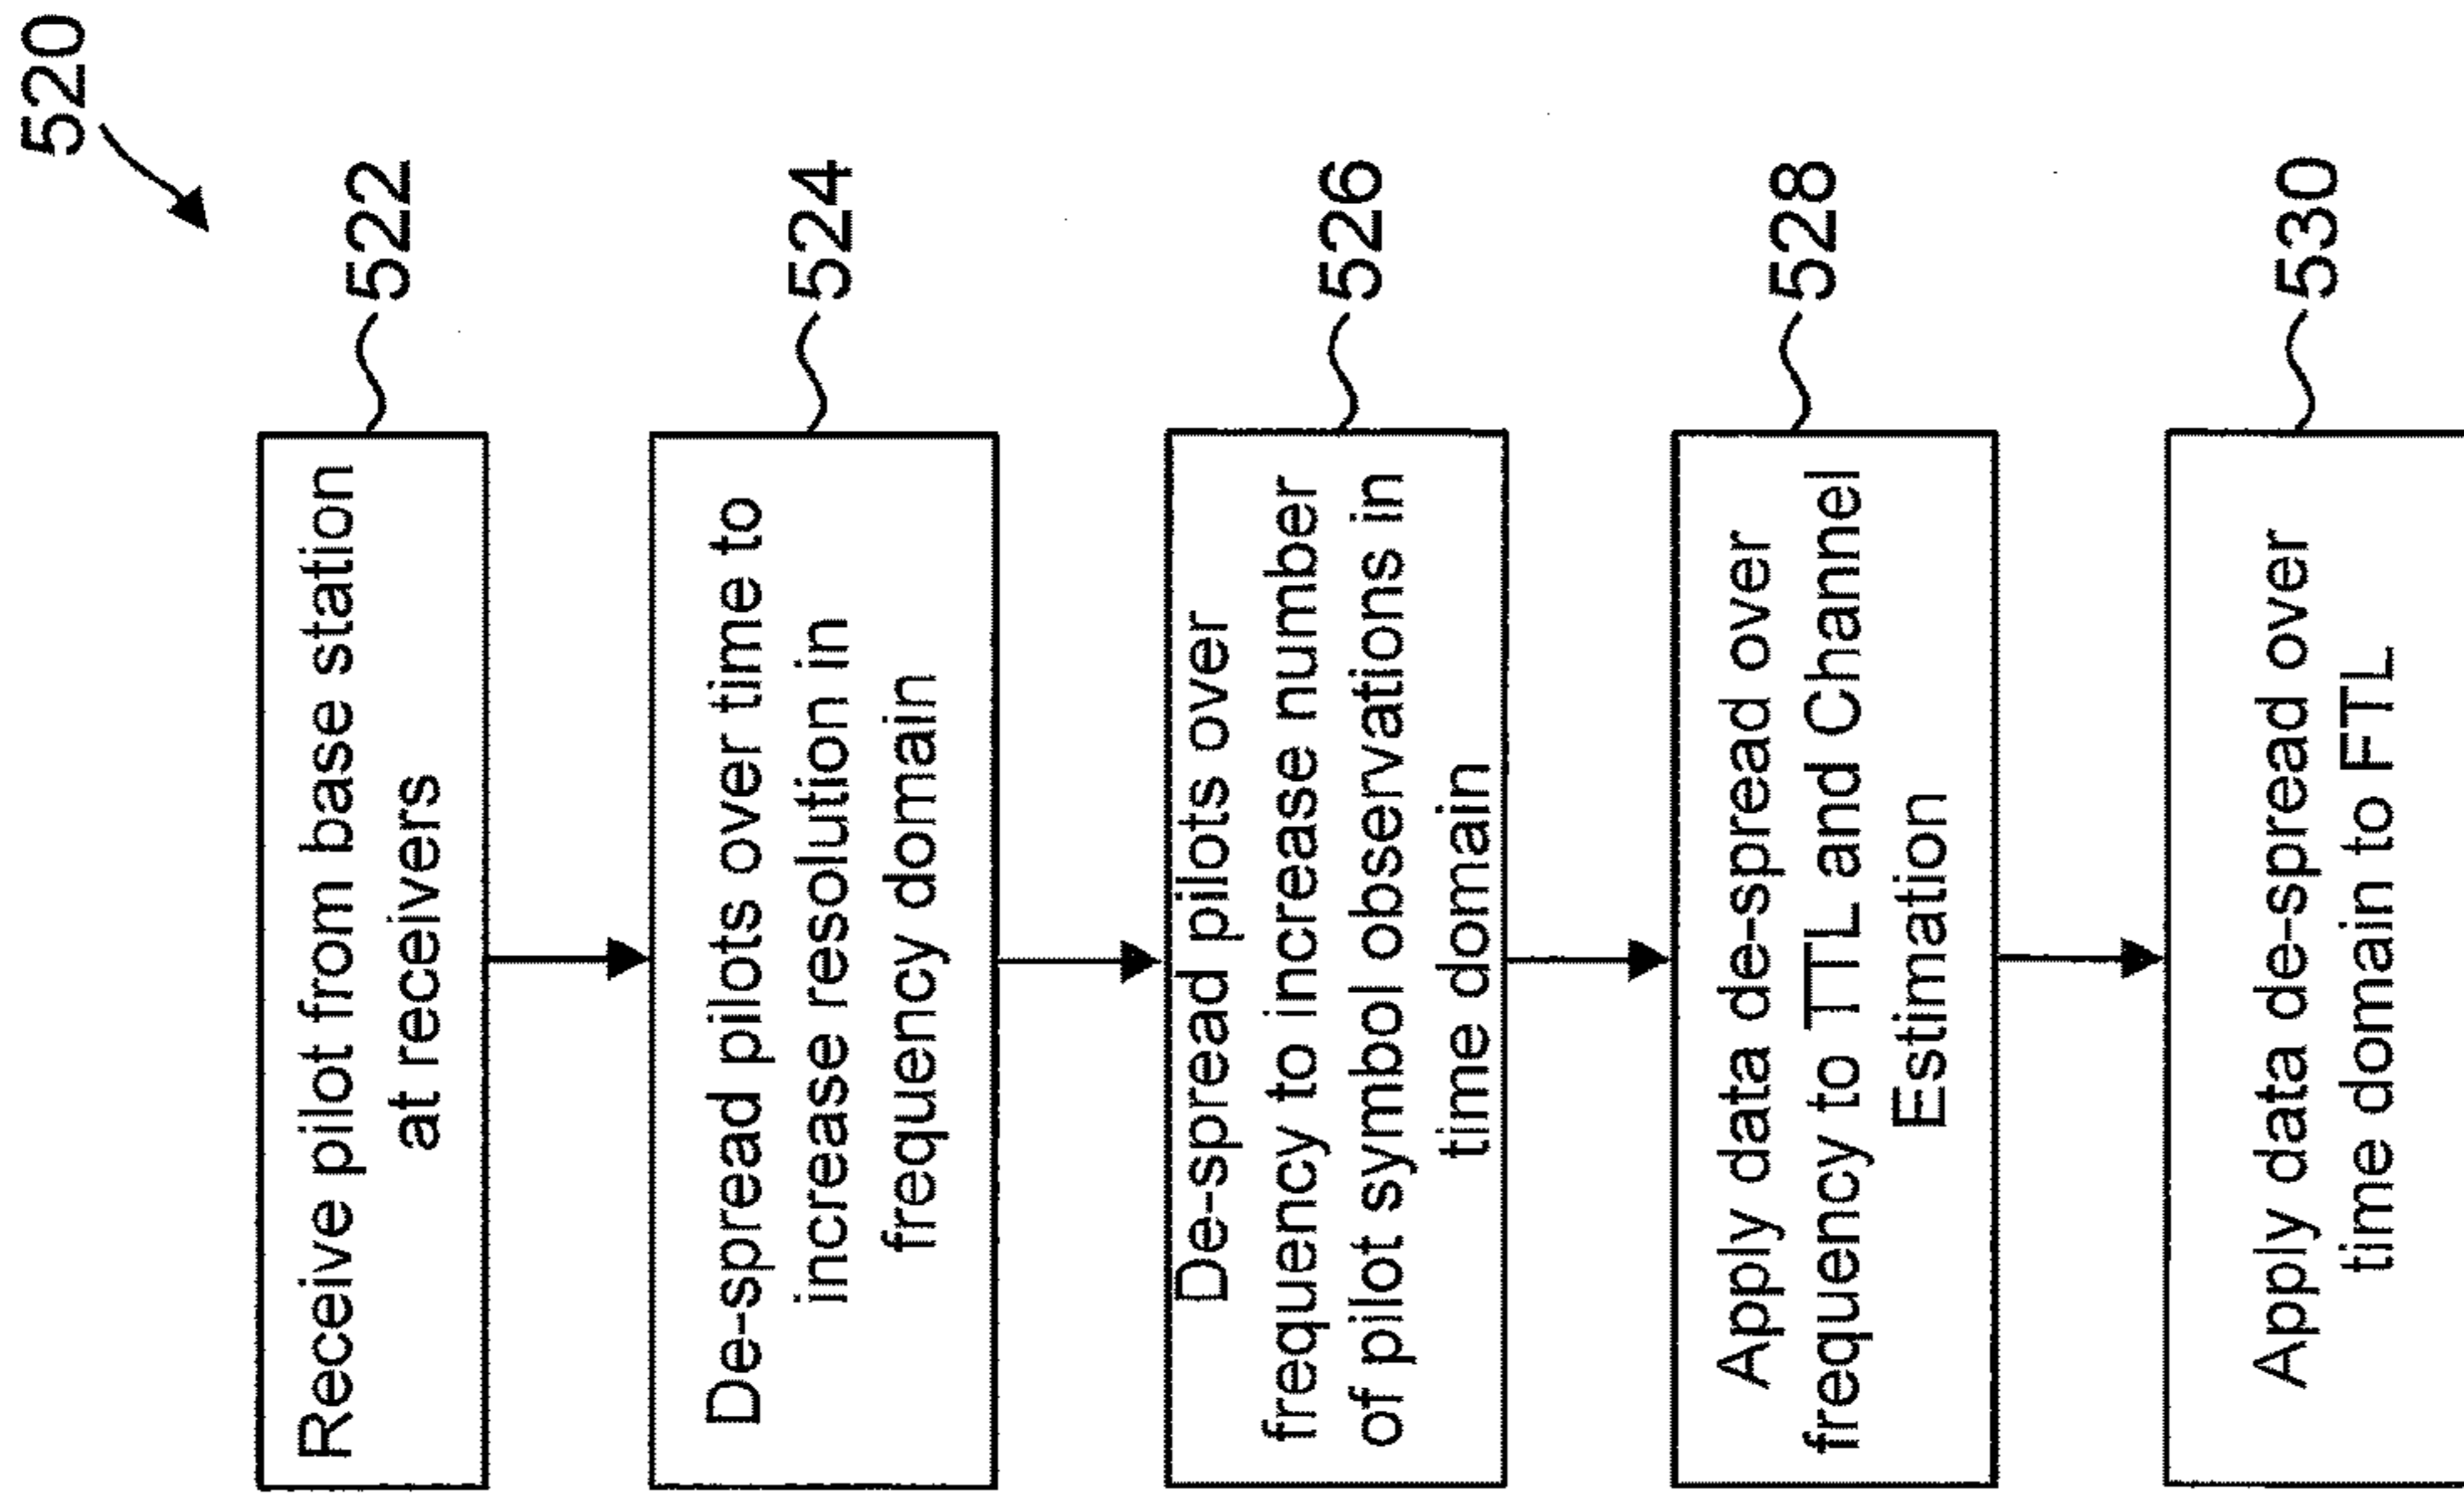 520
Receive pilot from base station
at receivers
522
De-spread pilots over time to
increase resolution in
frequency domain
524
De-spread pilots over
frequency to increase number
of pilot symbol observations in
time domain
526
Apply data de-spread over
frequency to TTL and Channel
Estimation
528
Apply data de-spread over
time domain to FTL
530